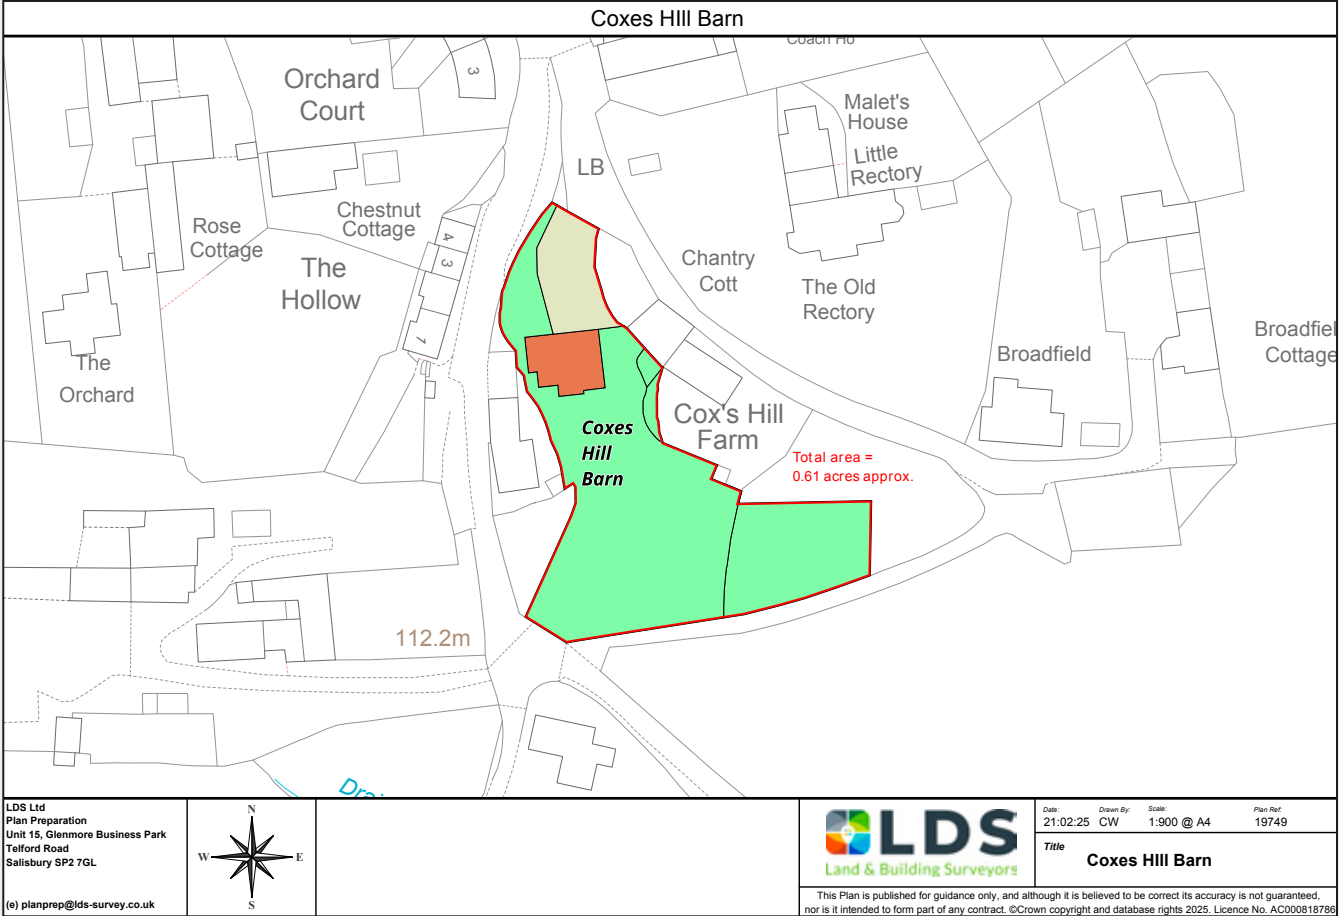 Coxes HIll Barn
Coach Ho
Orchard
Court
3
Malet's
House
Little
Rectory
LB
Rose
Cottage
Chestnut
Cottage
4
3
1
The
Hollow
Chantry
Cott
The Old
Rectory
The
Orchard
Broadfield
Broadfiel
Cottage
Cox's Hill
Farm
Coxes
Hill
Barn
Total area =
0.61 acres approx.
112.2m
LDS Ltd
Plan Preparation
Unit 15, Glenmore Business Park
Telford Road
Salisbury SP2 7GL
(e) planprep@lds-survey.co.uk
N
W
E
S
LDS
Land & Building Surveyors
Date: Drawn By: Scale: Plan Ref:
21:02:25 CW 1:900 @ A4 19749
Title
Coxes HIll Barn
This Plan is published for guidance only, and although it is believed to be correct its accuracy is not guaranteed,
nor is it intended to form part of any contract. ©Crown copyright and database rights 2025. Licence No. AC000818786